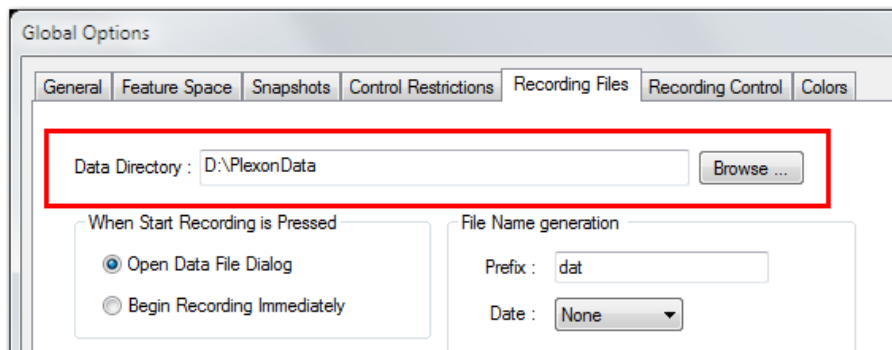 Global Options
General Feature Space Snapshots Control Restrictions Recording Files Recording Control Colors
Data Directory : D:\PlexonData Browse ...
When Start Recording is Pressed
Open Data File Dialog
Begin Recording Immediately
File Name generation
Prefix : dat
Date : None